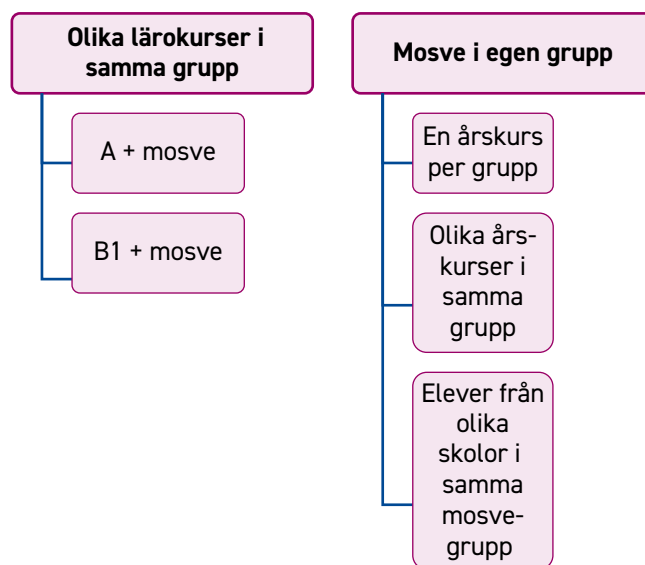 Olika lärokurser i
samma grupp
A + mosve
B1 + mosve
Mosve i egen grupp
En årskurs
per grupp
Olika års-
kurser i
samma
grupp
Elever från
olika
skolor i
samma
mosve-
grupp